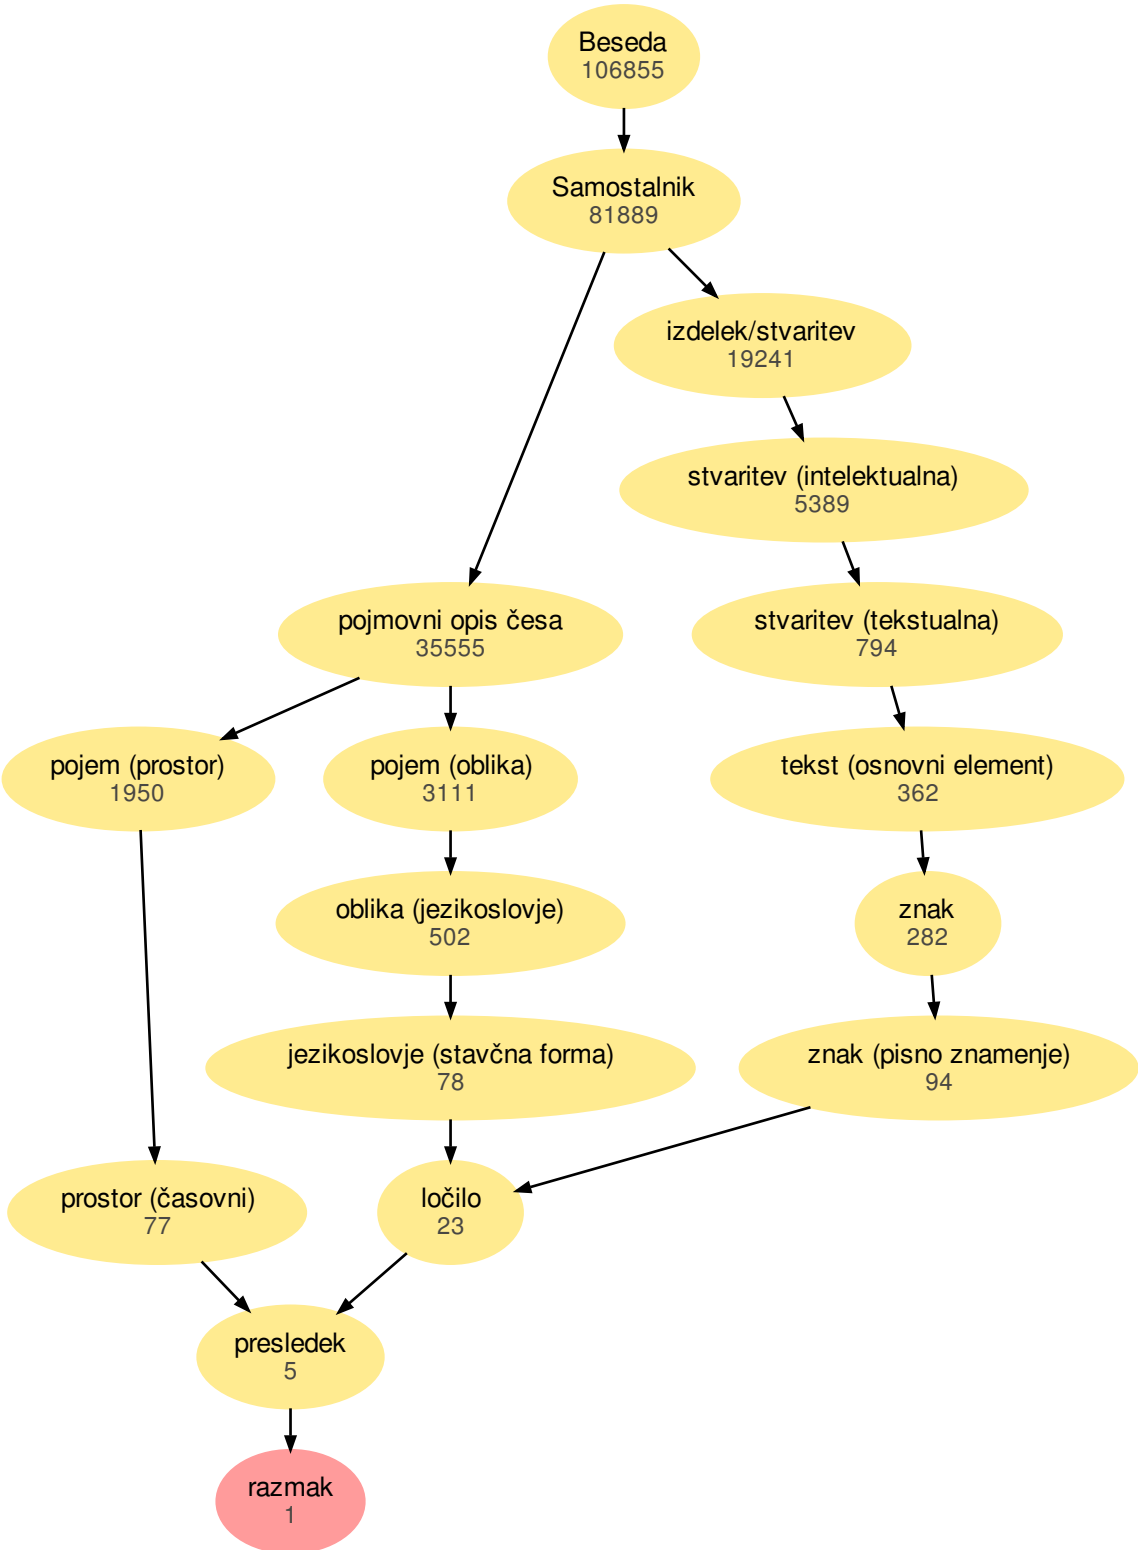 Beseda
106855
Samostalnik
81889
izdelek/stvaritev
19241
stvaritev (intelektualna)
5389
pojmovni opis česa
35555
stvaritev (tekstualna)
794
pojem (prostor)
1950
pojem (oblika)
3111
tekst (osnovni element)
362
oblika (jezikoslovje)
502
znak
282
jezikoslovje (stavčna forma)
78
znak (pisno znamenje)
94
prostor (časovni)
77
ločilo
23
presledek
5
razmak
1